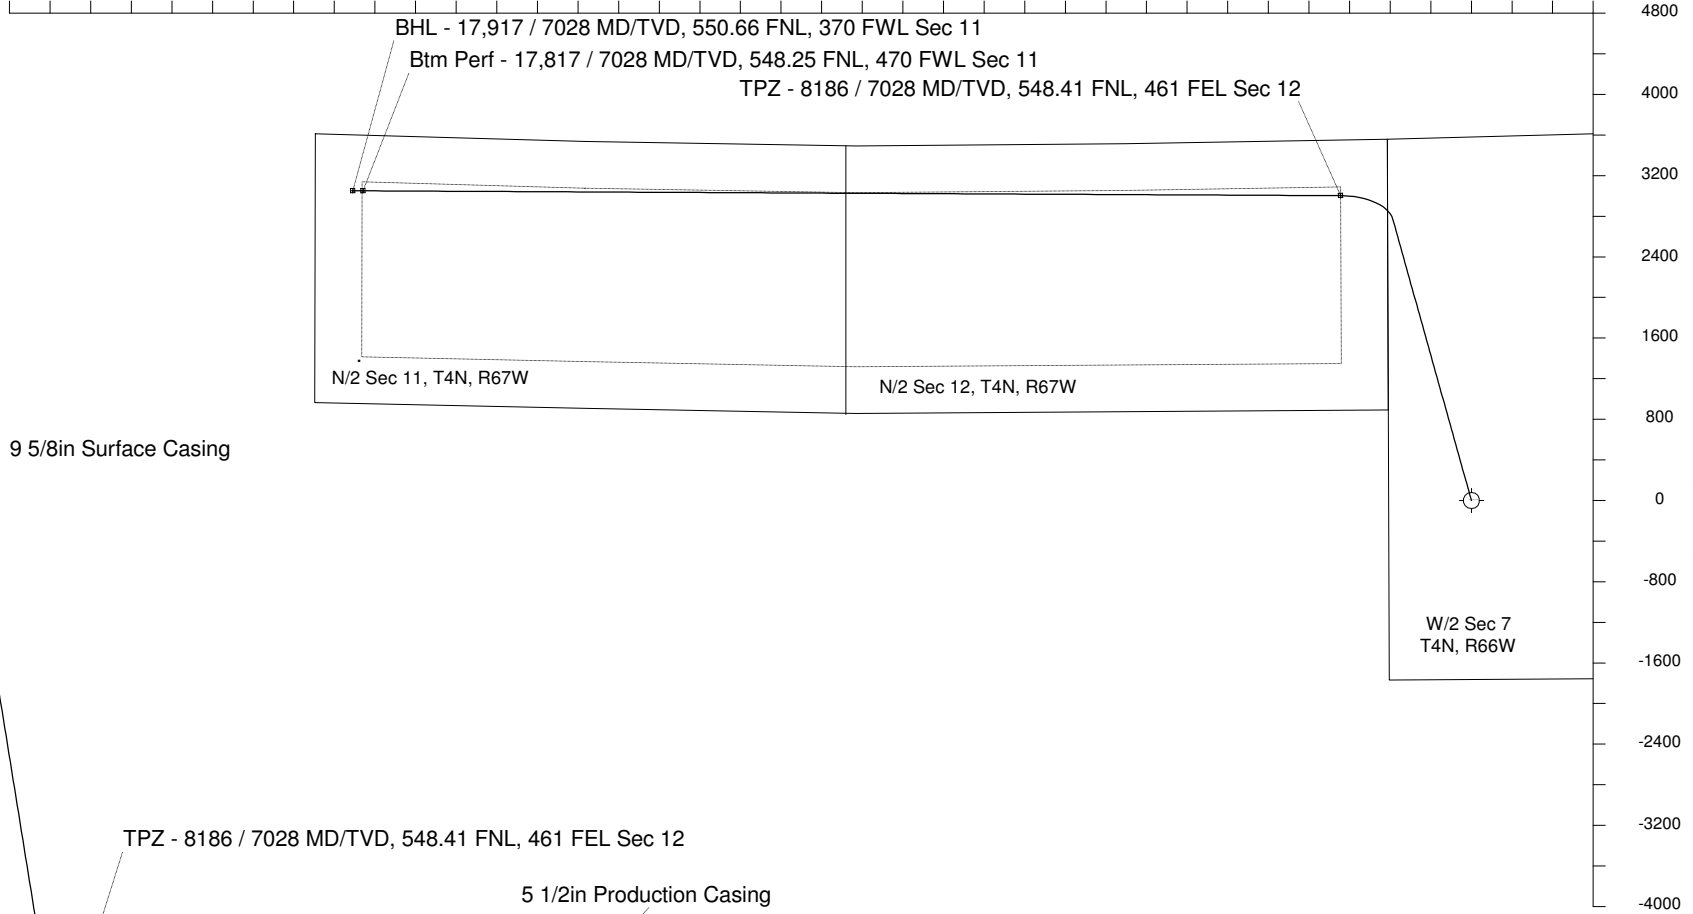 4800
BHL - 17,917 / 7028 MD/TVD, 550.66 FNL, 370 FWL Sec 11
Btm Perf - 17,817 / 7028 MD/TVD, 548.25 FNL, 470 FWL Sec 11
TPZ - 8186 / 7028 MD/TVD, 548.41 FNL, 461 FEL Sec 12
4000
3200
2400
1600
N/2 Sec 11, T4N, R67W
N/2 Sec 12, T4N, R67W
800
9 5/8in Surface Casing
0
-800
W/2 Sec 7
T4N, R66W
-1600
-2400
-3200
TPZ - 8186 / 7028 MD/TVD, 548.41 FNL, 461 FEL Sec 12
5 1/2in Production Casing
-4000